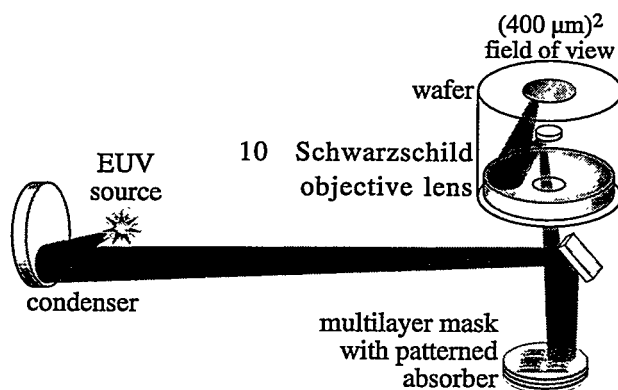 (400 µm)²
field of view
wafer
10 Schwarzschild
objective lens
EUV
source
condenser
multilayer mask
with patterned
absorber